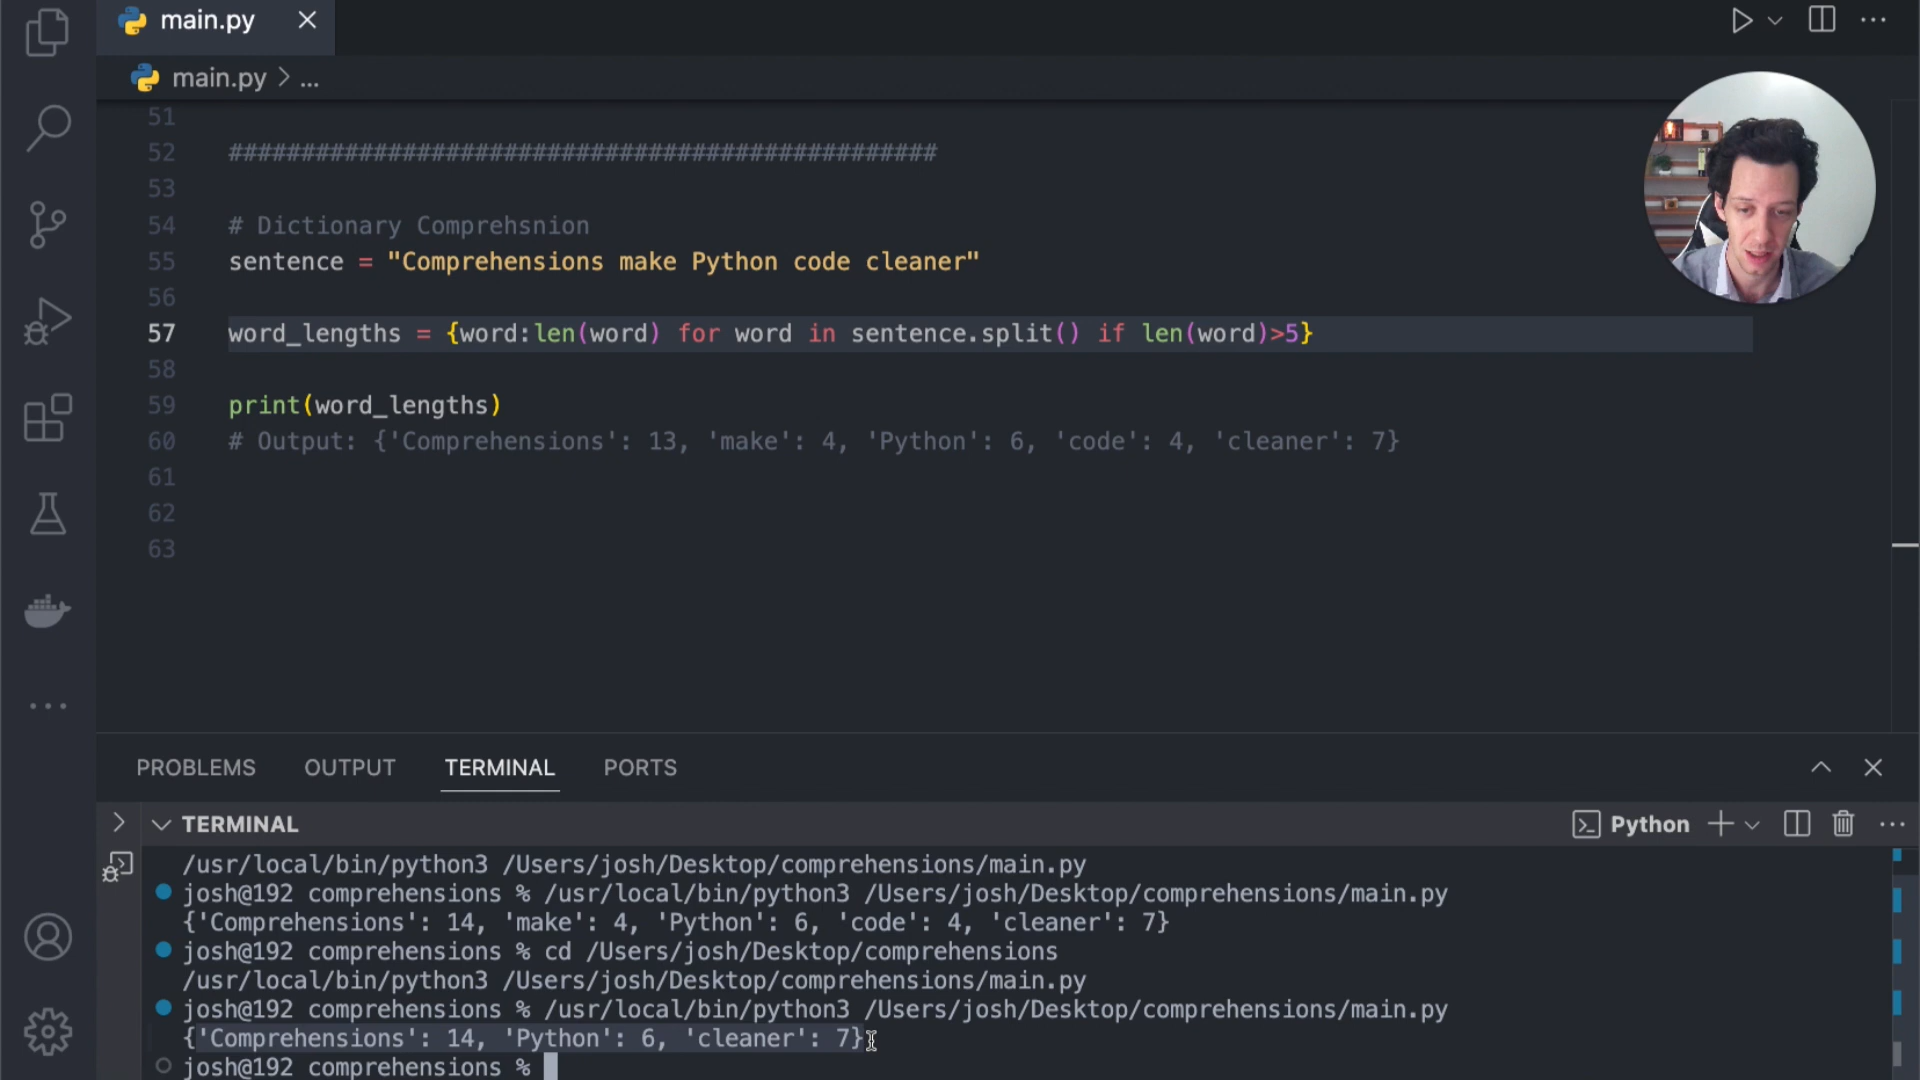 main.py
main.py > ...
51
52 #################################################
53
54 # Dictionary Comprehsnion
55 sentence = "Comprehensions make Python code cleaner"
56
57 word_lengths = {word:len(word) for word in sentence.split() if len(word)>5}
58
59 print(word_lengths)
60 # Output: {'Comprehensions': 13, 'make': 4, 'Python': 6, 'code': 4, 'cleaner': 7}
61
62
63
PROBLEMS OUTPUT TERMINAL PORTS
TERMINAL Python
/usr/local/bin/python3 /Users/josh/Desktop/comprehensions/main.py
josh@192 comprehensions % /usr/local/bin/python3 /Users/josh/Desktop/comprehensions/main.py
{'Comprehensions': 14, 'make': 4, 'Python': 6, 'code': 4, 'cleaner': 7}
josh@192 comprehensions % cd /Users/josh/Desktop/comprehensions
/usr/local/bin/python3 /Users/josh/Desktop/comprehensions/main.py
josh@192 comprehensions % /usr/local/bin/python3 /Users/josh/Desktop/comprehensions/main.py
{'Comprehensions': 14, 'Python': 6, 'cleaner': 7}
josh@192 comprehensions %